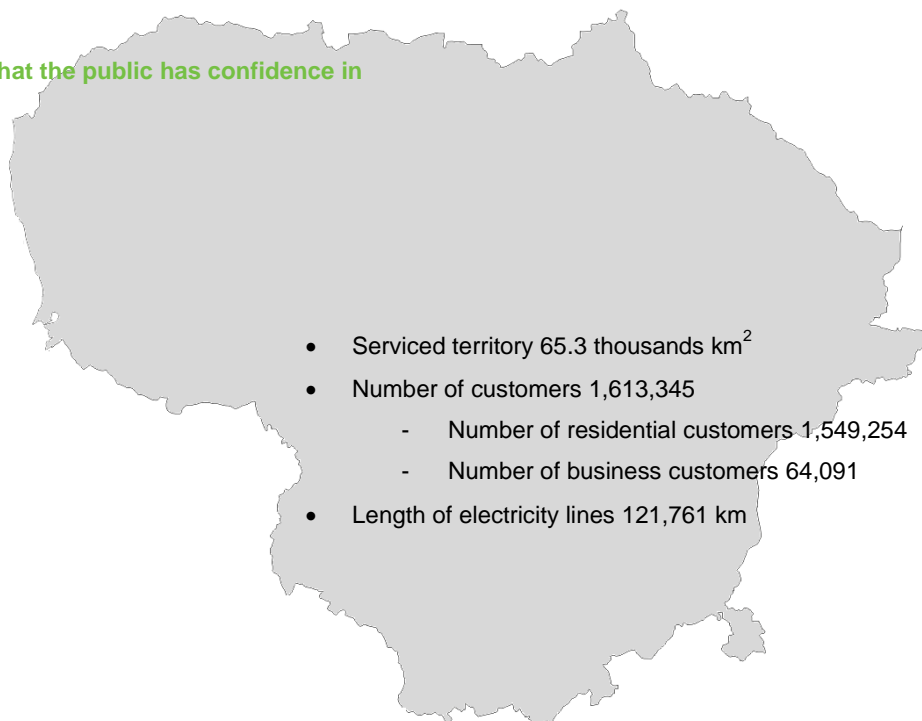 hat the public has confidence in
• Serviced territory 65.3 thousands km²
• Number of customers 1,613,345
- Number of residential customers 1,549,254
- Number of business customers 64,091
• Length of electricity lines 121,761 km